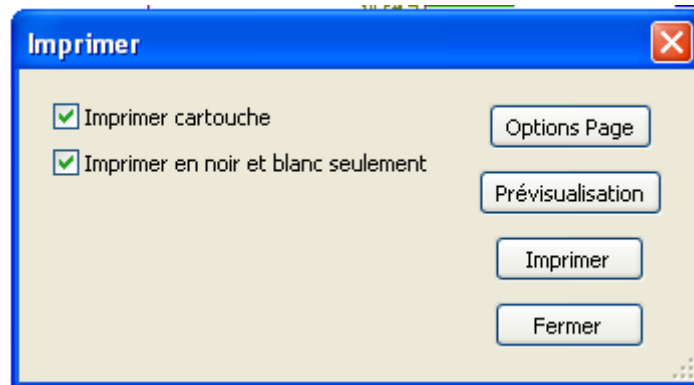 Imprimer
Imprimer cartouche
Imprimer en noir et blanc seulement
Options Page
Prévisualisation
Imprimer
Fermer